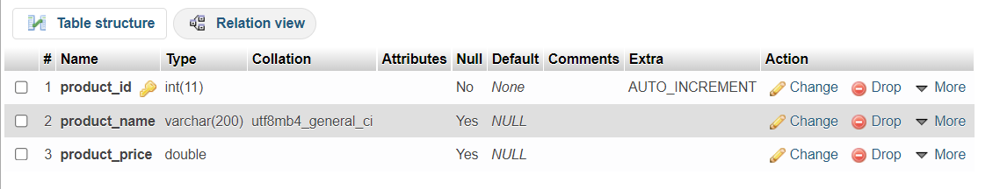 Table structure Relation view
# Name Type Collation Attributes Null Default Comments Extra Action
1 product_id int(11) No None AUTO_INCREMENT Change Drop More
2 product_name varchar(200) utf8mb4_general_ci Yes NULL Change Drop More
3 product_price double Yes NULL Change Drop More